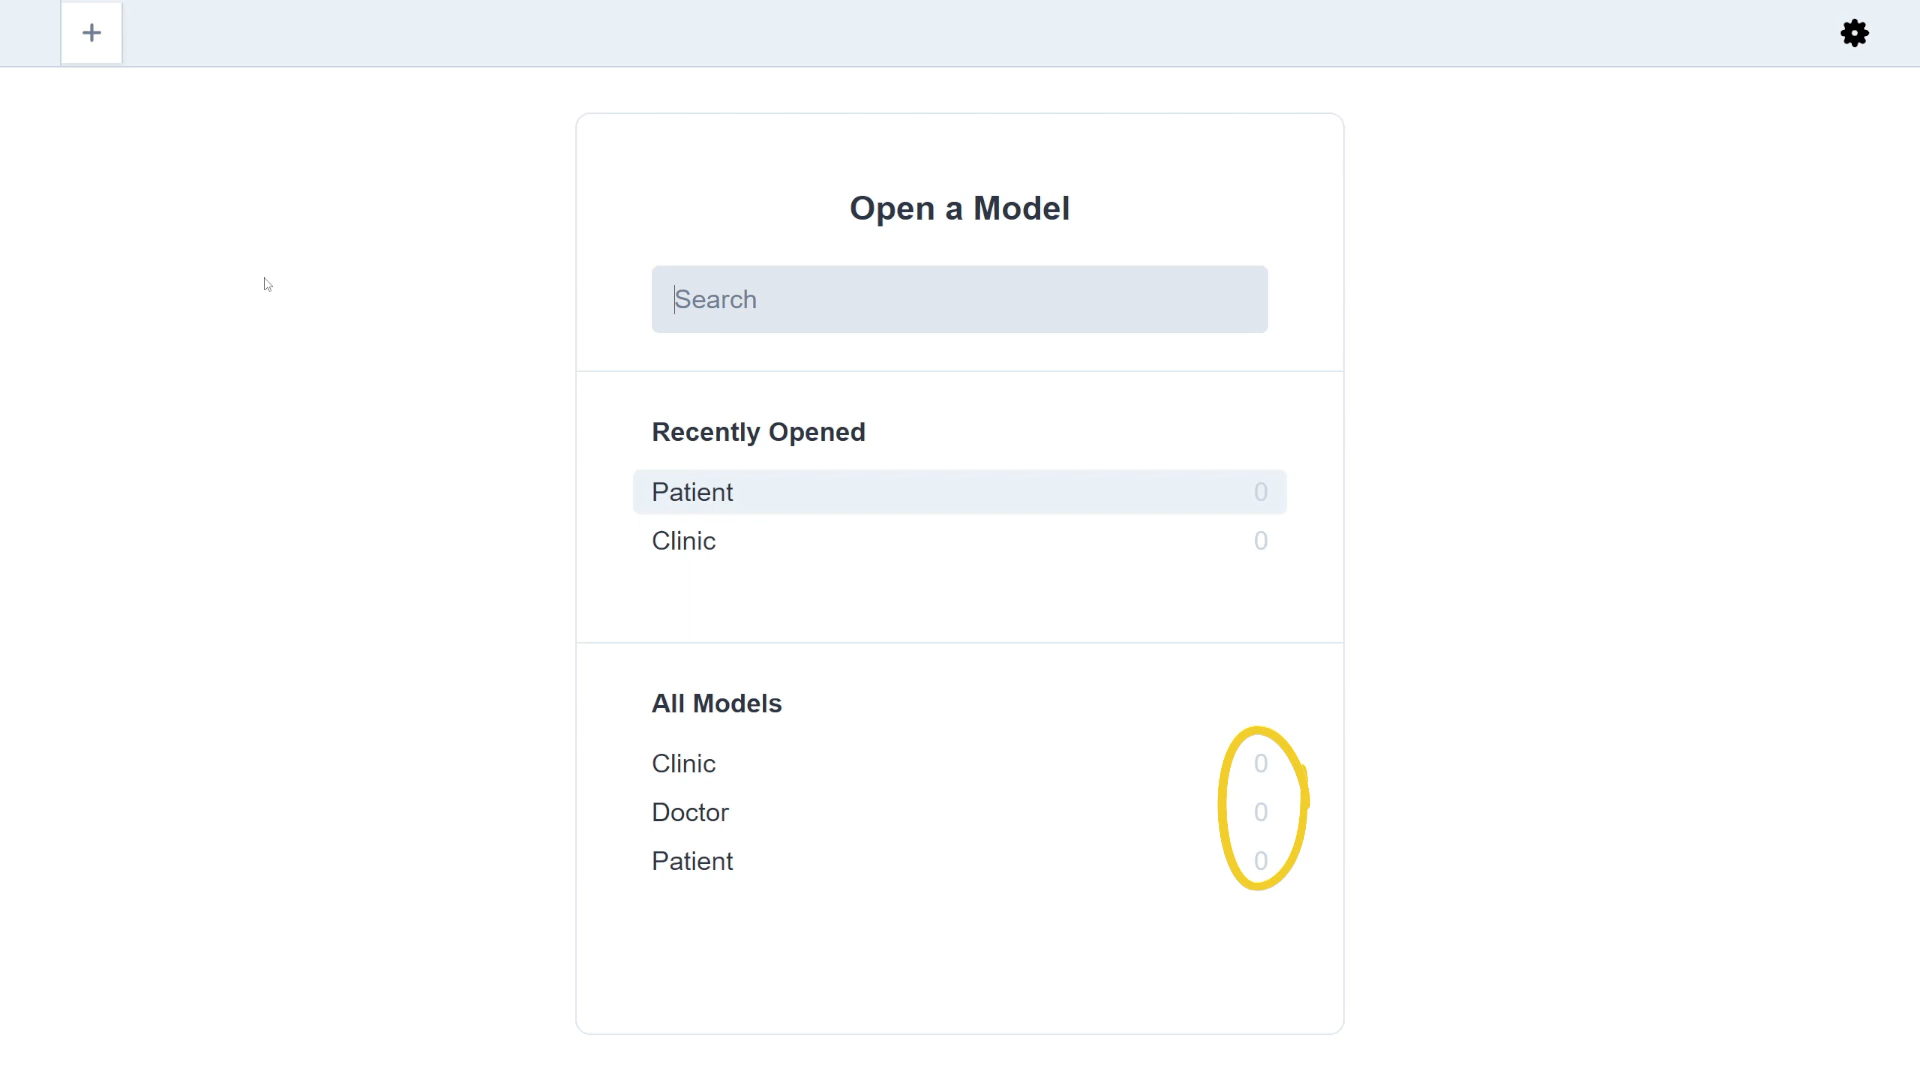 Open a Model
Search
Recently Opened
Patient 0
Clinic 0
All Models
Clinic 0
Doctor 0
Patient 0